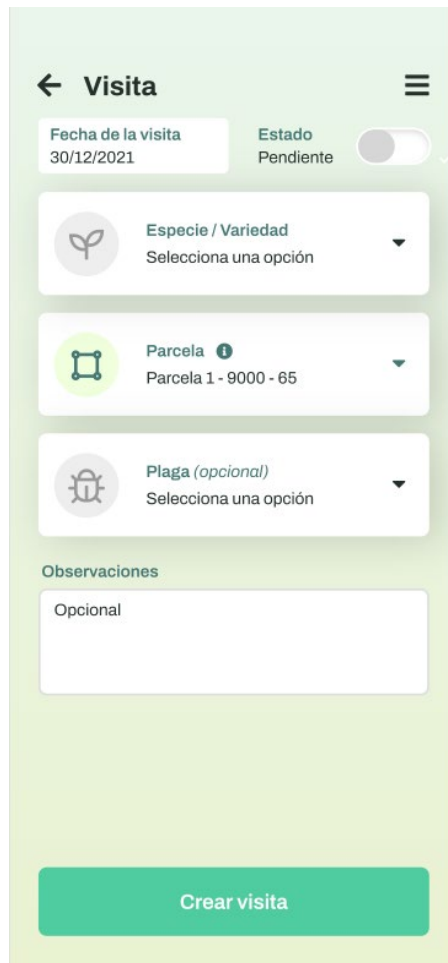 Visita
Fecha de la visita
30/12/2021
Estado
Pendiente
Especie / Variedad
Selecciona una opción
Parcela
Parcela 1 - 9000 - 65
Plaga (opcional)
Selecciona una opción
Observaciones
Opcional
Crear visita